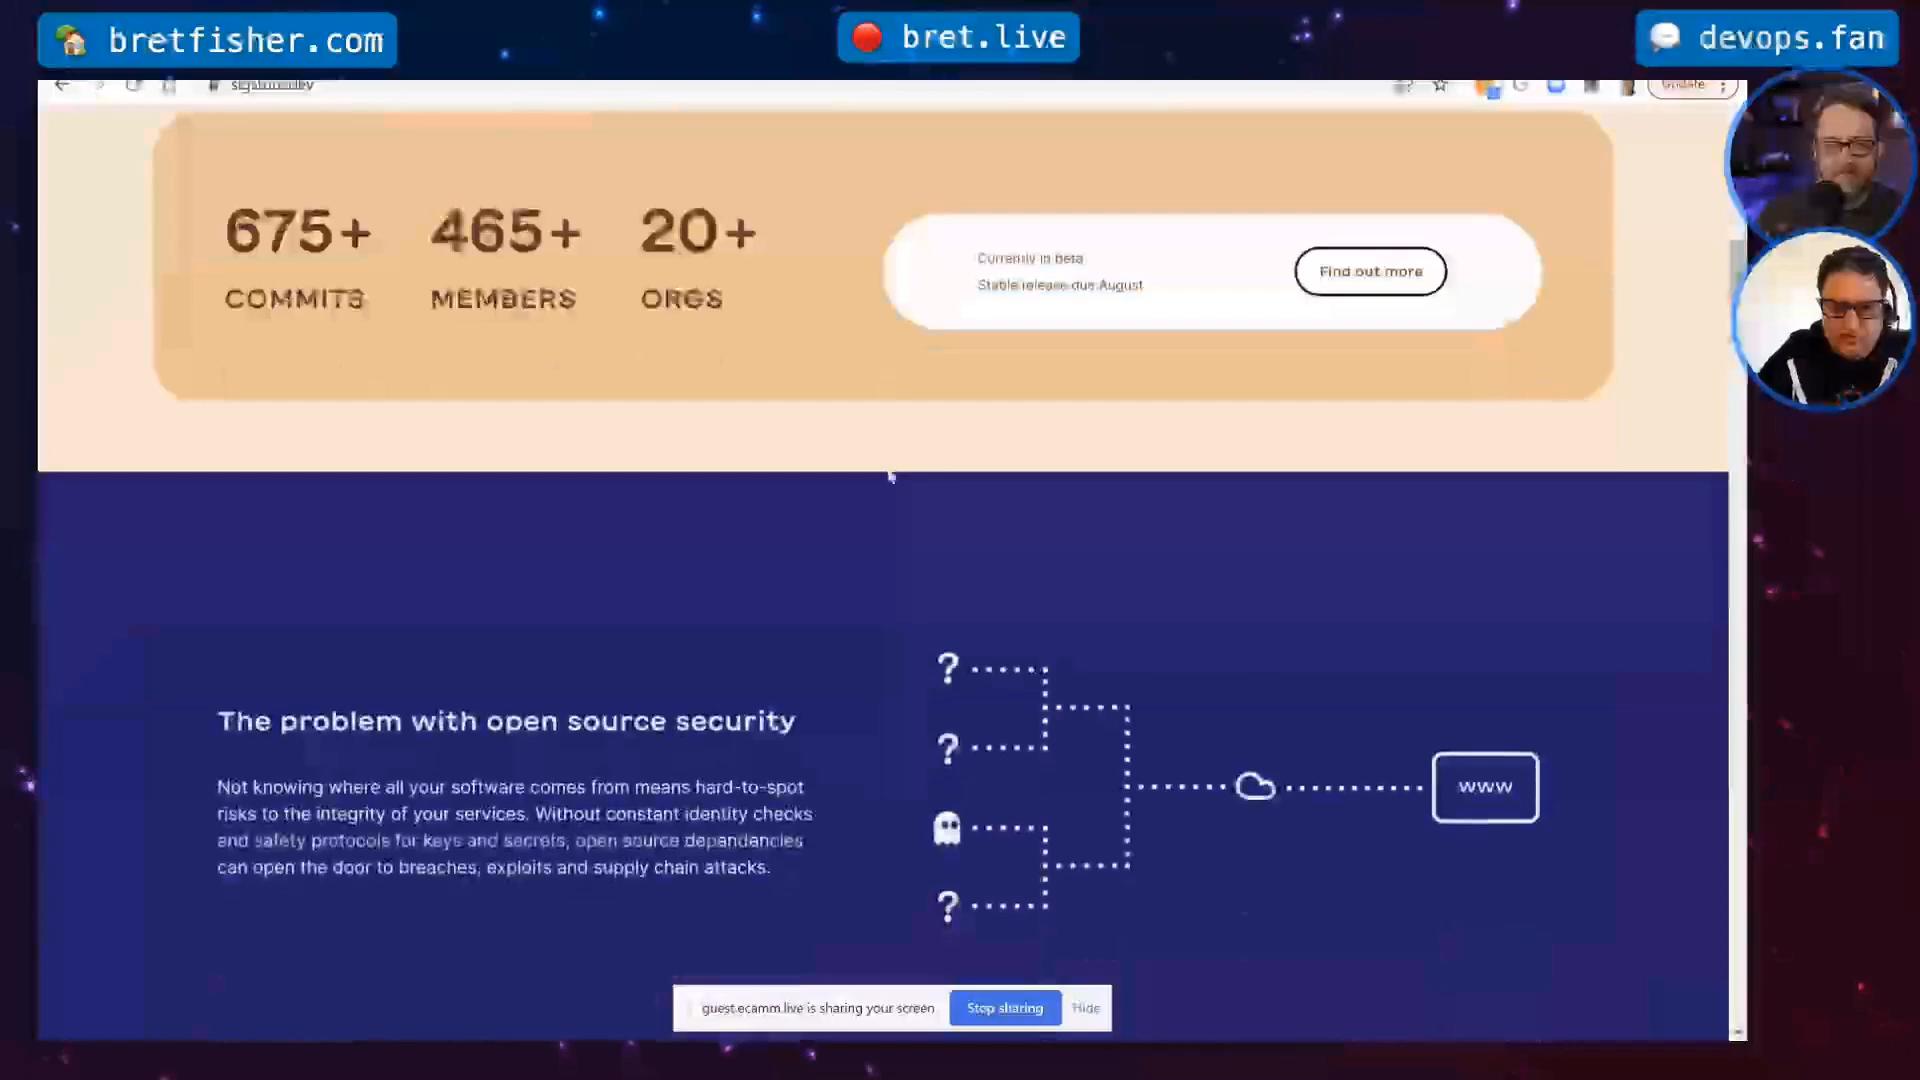 bretfisher.com
bret.live
devops.fan
sigstore.dev
Update
675+ 465+ 20+
COMMITS MEMBERS ORGS
Currently in beta
Stable release due August
Find out more
The problem with open source security
Not knowing where all your software comes from means hard-to-spot
risks to the integrity of your services. Without constant identity checks
and safety protocols for keys and secrets, open source dependancies
can open the door to breaches, exploits and supply chain attacks.
?
?
?
www
guest.ecamm.live is sharing your screen
Stop sharing
Hide